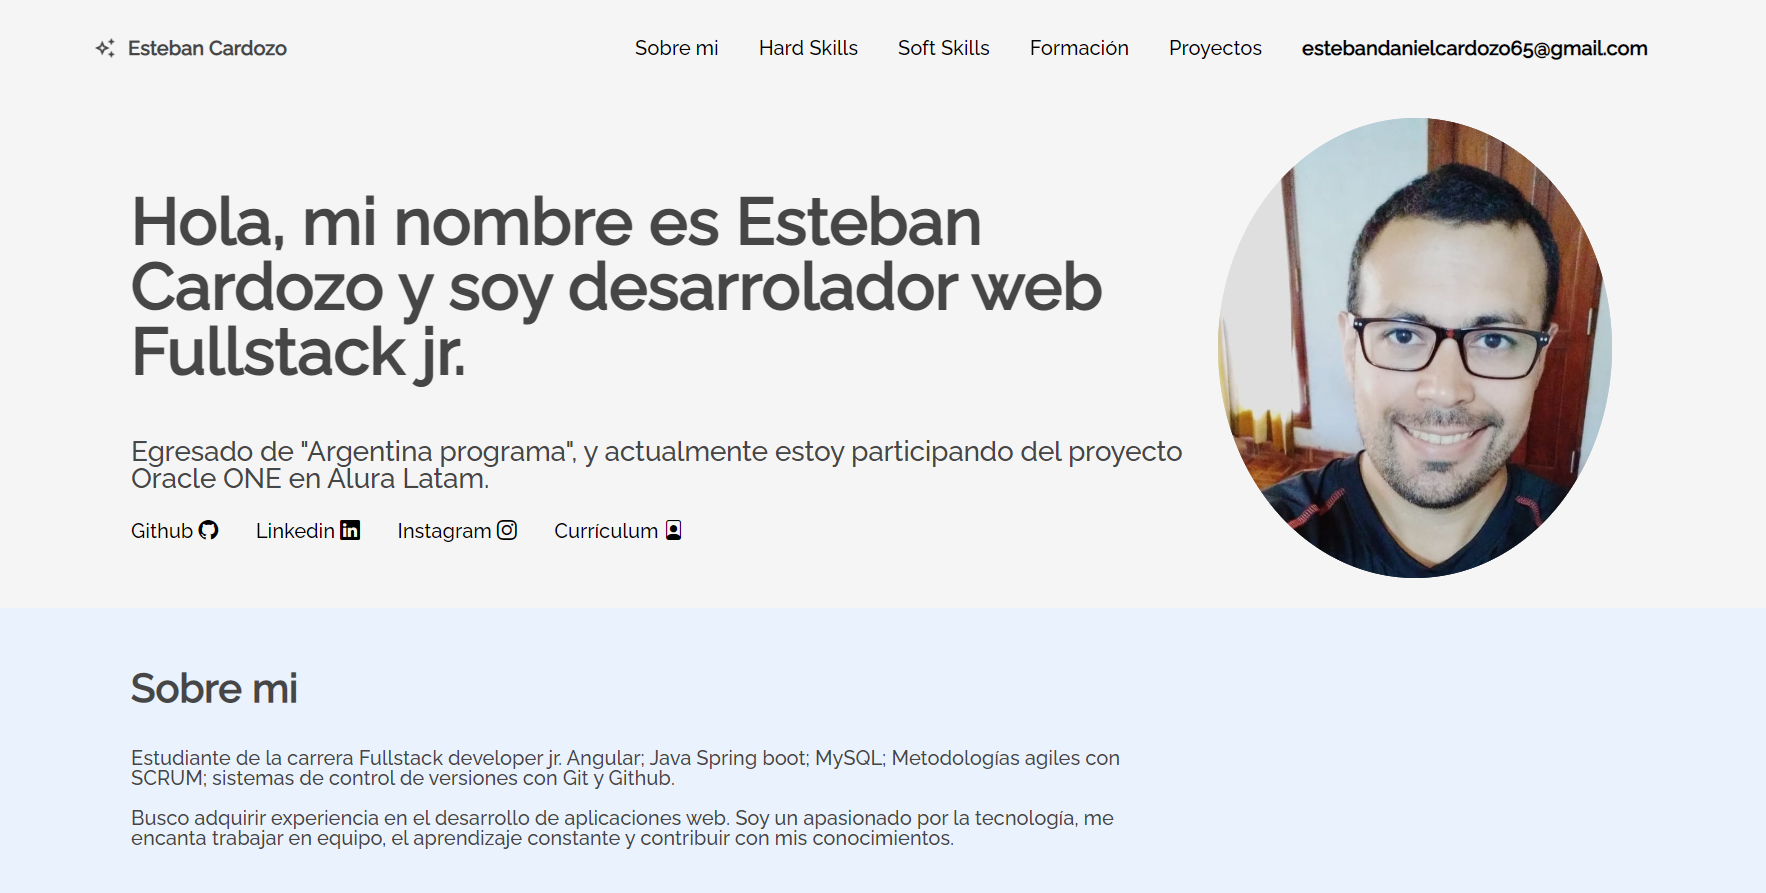 Esteban Cardozo
Sobre mi
Hard Skills
Soft Skills
Formación
Proyectos
estebandanielcardozo65@gmail.com
Hola, mi nombre es Esteban
Cardozo y soy desarrolador web
Fullstack jr.
Egresado de "Argentina programa", y actualmente estoy participando del proyecto
Oracle ONE en Alura Latam.
Github
Linkedin
Instagram
Currículum
Sobre mi
Estudiante de la carrera Fullstack developer jr. Angular; Java Spring boot; MySQL; Metodologías agiles con
SCRUM; sistemas de control de versiones con Git y Github.
Busco adquirir experiencia en el desarrollo de aplicaciones web. Soy un apasionado por la tecnología, me
encanta trabajar en equipo, el aprendizaje constante y contribuir con mis conocimientos.